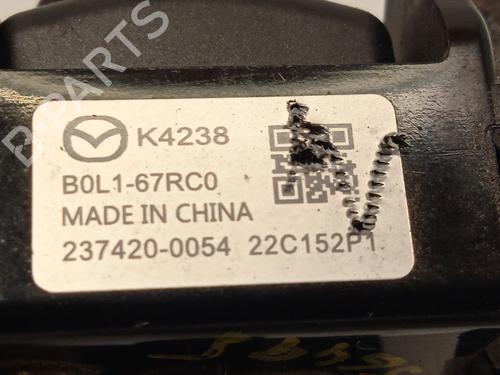 B PARTS
K4238
B0L1-67RC0
MADE IN CHINA
237420-0054 22C152P1